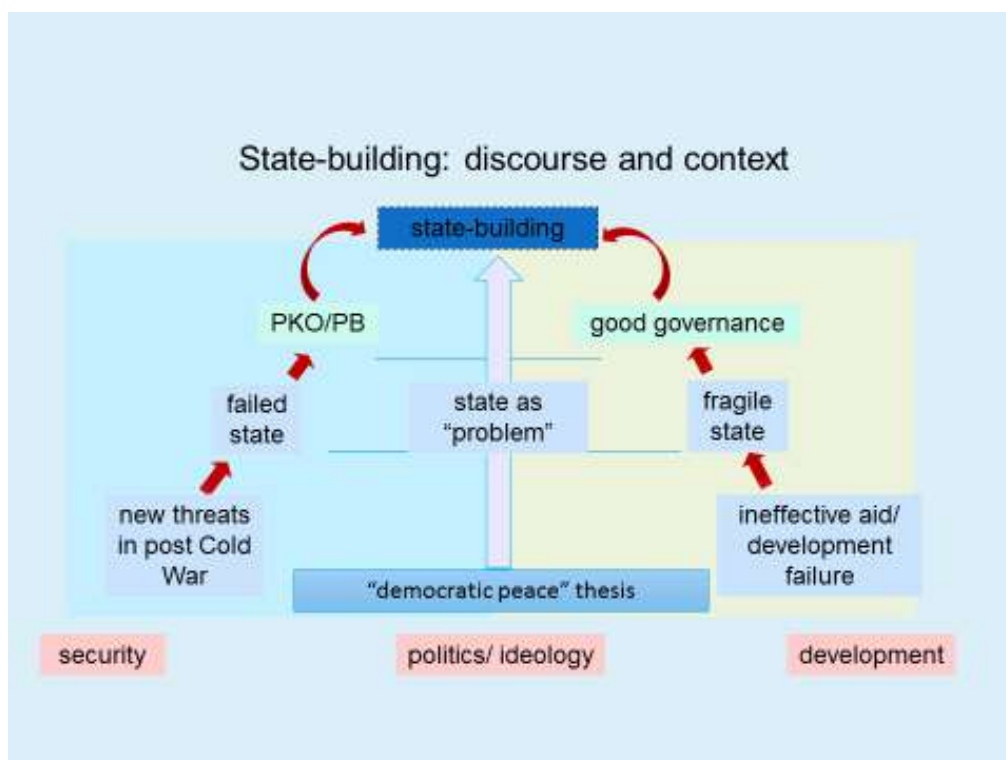 State-building: discourse and context
state-building
PKO/PB
good governance
failed
state
state as
“problem”
fragile
state
new threats
in post Cold
War
ineffective aid/
development
failure
“democratic peace” thesis
security
politics/ ideology
development